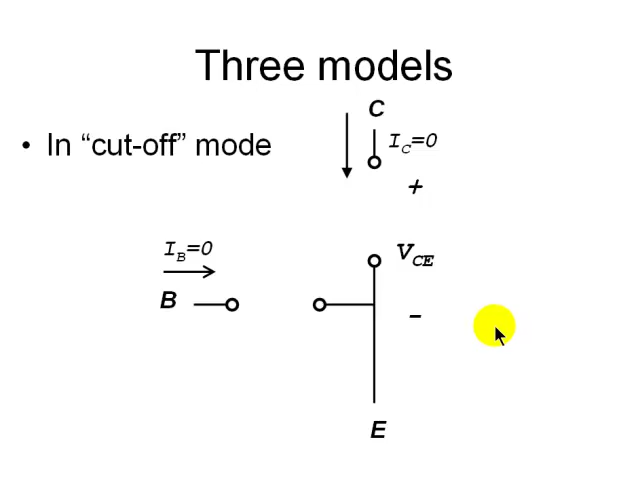 Three models
• In “cut-off” mode
C
I_C=0
+
I_B=0
V_CE
B
-
E